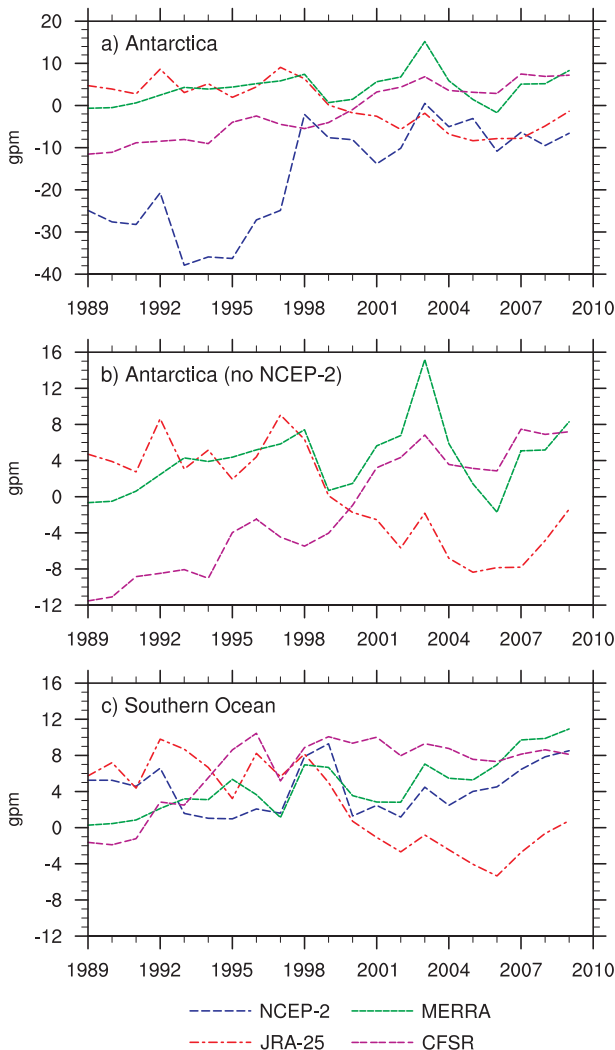 a) Antarctica
20
10
0
-10
-20
-30
-40
gpm
1989 1992 1995 1998 2001 2004 2007 2010
b) Antarctica (no NCEP-2)
16
12
8
4
0
-4
-8
-12
gpm
1989 1992 1995 1998 2001 2004 2007 2010
c) Southern Ocean
16
12
8
4
0
-4
-8
-12
gpm
1989 1992 1995 1998 2001 2004 2007 2010
NCEP-2 MERRA
JRA-25 CFSR